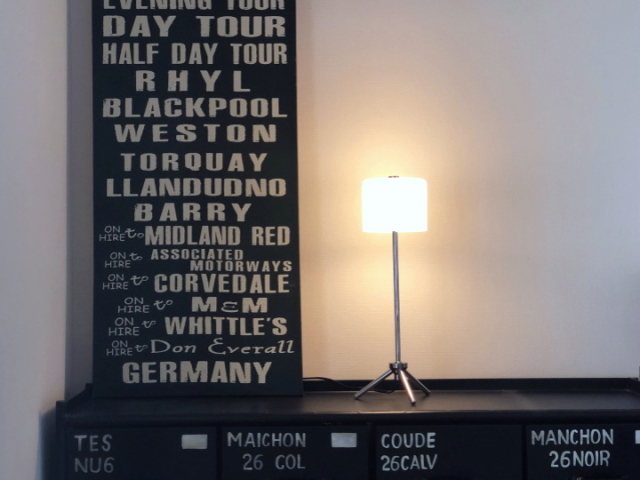 EVENING TOUR
DAY TOUR
HALF DAY TOUR
RHYL
BLACKPOOL
WESTON
TORQUAY
LLANDUDNO
BARRY
ON HIRE to MIDLAND RED
ON HIRE to ASSOCIATED MOTORWAYS
ON HIRE to CORVEDALE
ON HIRE to M&M
ON HIRE to WHITTLE'S
ON HIRE to Don Everall
GERMANY
TES
NU6
MAICHON
26 COL
COUDE
26CALV
MANCHON
26NOIR